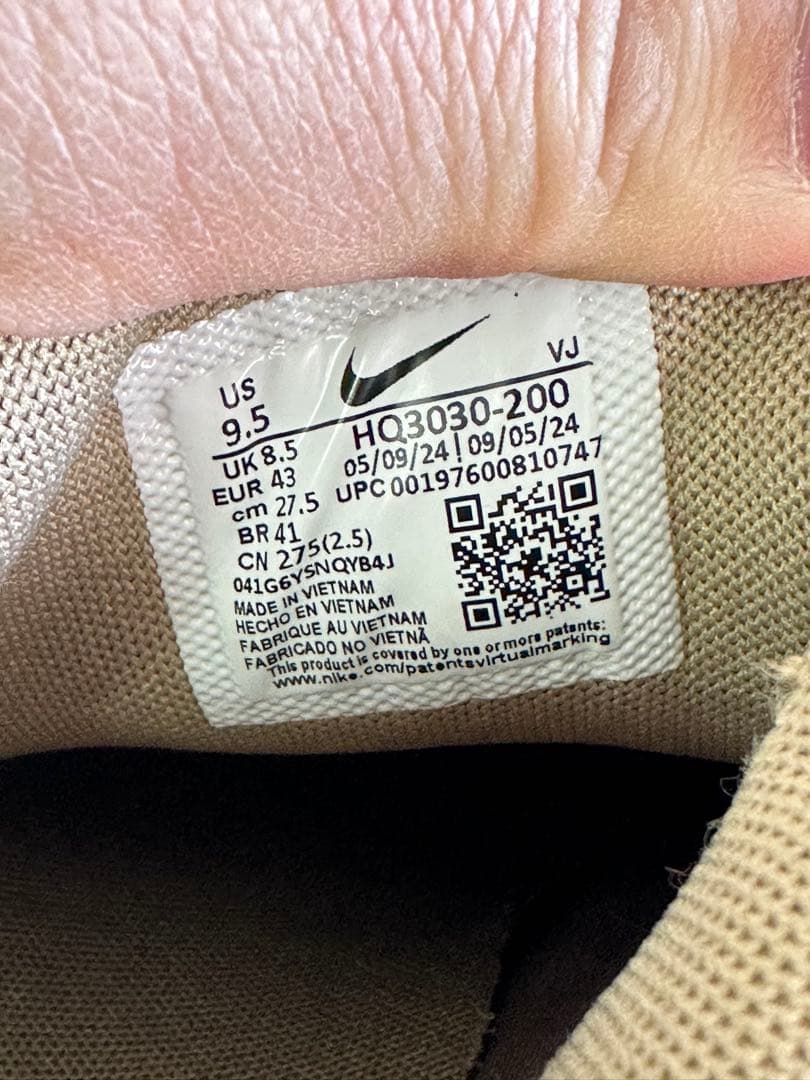 US
9.5
VJ
UK 8.5
EUR 43
cm 27.5
BR 41
CN 275(2.5)
HQ3030-200
05/09/24 | 09/05/24
UPC 00197600810747
041G6YSNQYB4J
MADE IN VIETNAM
HECHO EN VIETNAM
FABRIQUE AU VIETNAM
FABRICADO NO VIETNÃ
This product is covered by one or more patents:
www.nike.com/patentsvirtualmarking